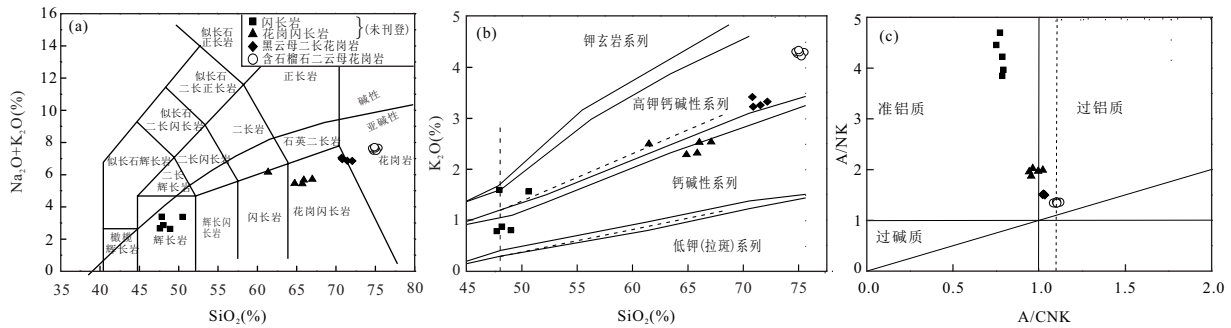 (a)
闪长岩
花岗闪长岩
(未刊登)
黑云母二长花岗岩
含石榴石二云母花岗岩
似长石
正长岩
似长石
二长正长岩
似长石
二长闪长岩
似长石辉长岩
二长闪长岩
二长
辉长岩
橄榄
辉长岩
辉长岩
辉长闪
长岩
闪长岩
花岗闪长岩
二长岩
石英二长岩
正长岩
碱性
亚碱性
花岗岩
Na₂O+K₂O(%)
16
14
12
10
8
6
4
2
0
35
40
45
50
55
60
65
70
75
80
SiO₂(%)
(b)
钾玄岩系列
高钾钙碱性系列
钙碱性系列
低钾(拉斑)系列
K₂O(%)
5
4
3
2
1
0
45
55
65
75
SiO₂(%)
(c)
准铝质
过铝质
过碱质
A/NK
5
4
3
2
1
0
0.0
0.5
1.0
1.5
2.0
A/CNK